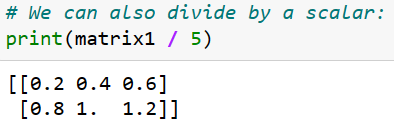 # We can also divide by a scalar:
print(matrix1 / 5)
[[0.2 0.4 0.6]
 [0.8 1.  1.2]]